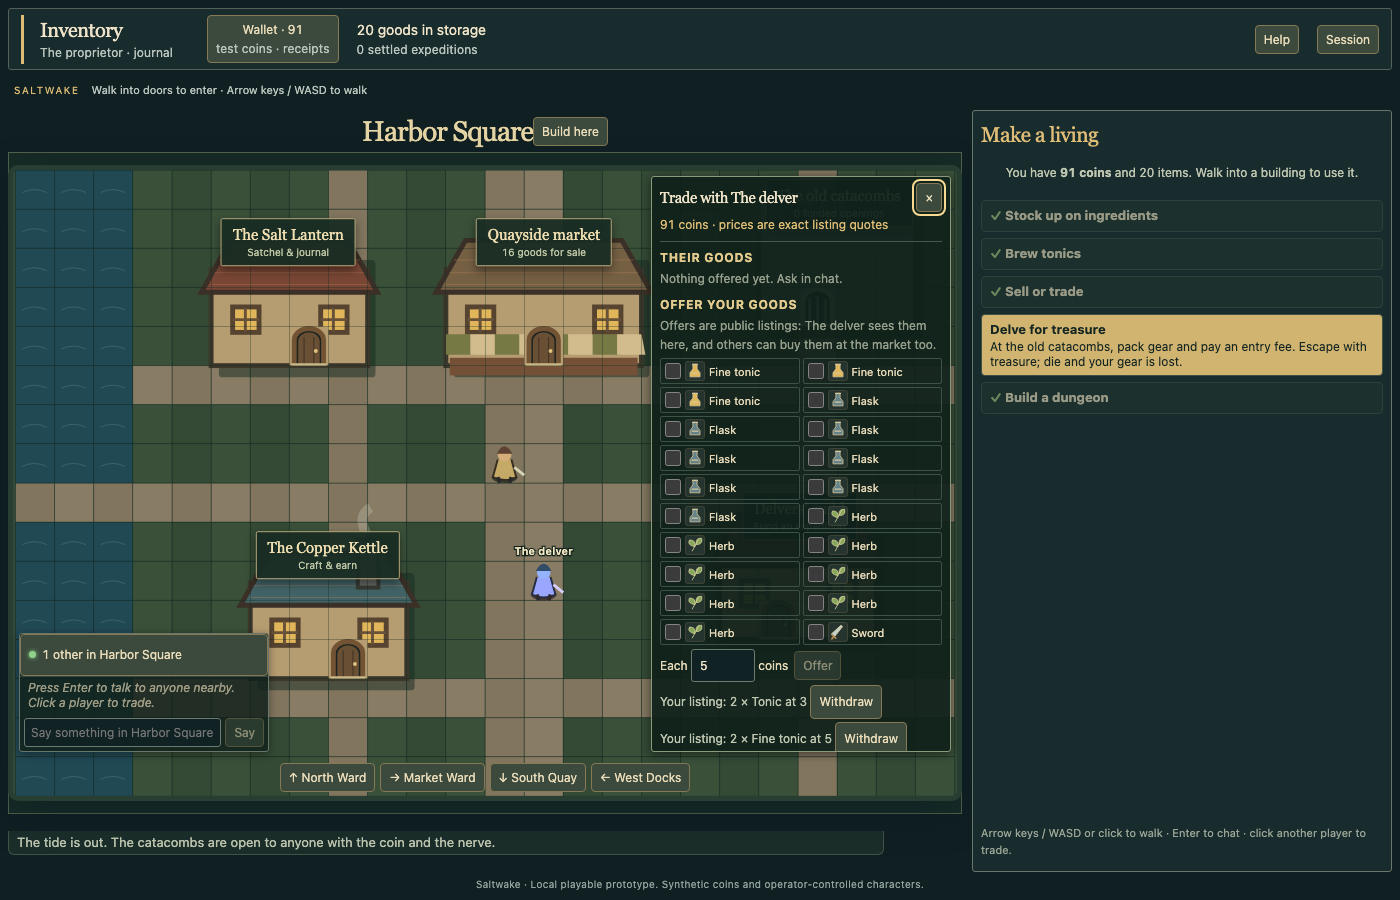 Inventory
The proprietor · journal
Wallet · 91
test coins · receipts
20 goods in storage
0 settled expeditions
Help
Session
SALTWAKE
Walk into doors to enter · Arrow keys / WASD to walk
Harbor Square
Build here
The Salt Lantern
Satchel & journal
Quayside market
16 goods for sale
The Copper Kettle
Craft & earn
The delver
1 other in Harbor Square
Press Enter to talk to anyone nearby.
Click a player to trade.
Say something in Harbor Square
Say
↑ North Ward
→ Market Ward
↓ South Quay
← West Docks
Trade with The delver
×
91 coins · prices are exact listing quotes
THEIR GOODS
Nothing offered yet. Ask in chat.
OFFER YOUR GOODS
Offers are public listings: The delver sees them
here, and others can buy them at the market too.
Fine tonic
Fine tonic
Fine tonic
Flask
Flask
Flask
Flask
Flask
Flask
Flask
Flask
Herb
Herb
Herb
Herb
Herb
Herb
Herb
Herb
Sword
Each 5 coins Offer
Your listing: 2 × Tonic at 3 Withdraw
Your listing: 2 × Fine tonic at 5 Withdraw
Make a living
You have 91 coins and 20 items. Walk into a building to use it.
✓ Stock up on ingredients
✓ Brew tonics
✓ Sell or trade
Delve for treasure
At the old catacombs, pack gear and pay an entry fee. Escape with
treasure; die and your gear is lost.
✓ Build a dungeon
Arrow keys / WASD or click to walk · Enter to chat · click another player to
trade.
The tide is out. The catacombs are open to anyone with the coin and the nerve.
Saltwake · Local playable prototype. Synthetic coins and operator-controlled characters.